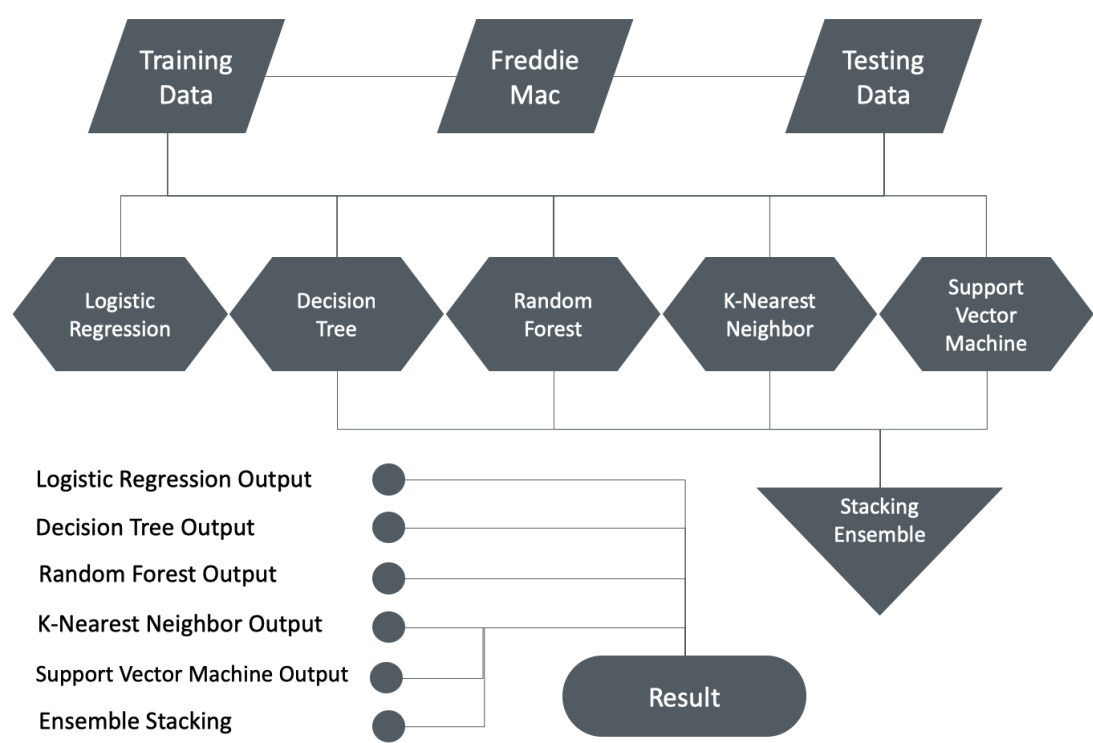 Training
Data
Freddie
Mac
Testing
Data
Logistic
Regression
Decision
Tree
Random
Forest
K-Nearest
Neighbor
Support
Vector
Machine
Stacking
Ensemble
Logistic Regression Output
Decision Tree Output
Random Forest Output
K-Nearest Neighbor Output
Support Vector Machine Output
Ensemble Stacking
Result